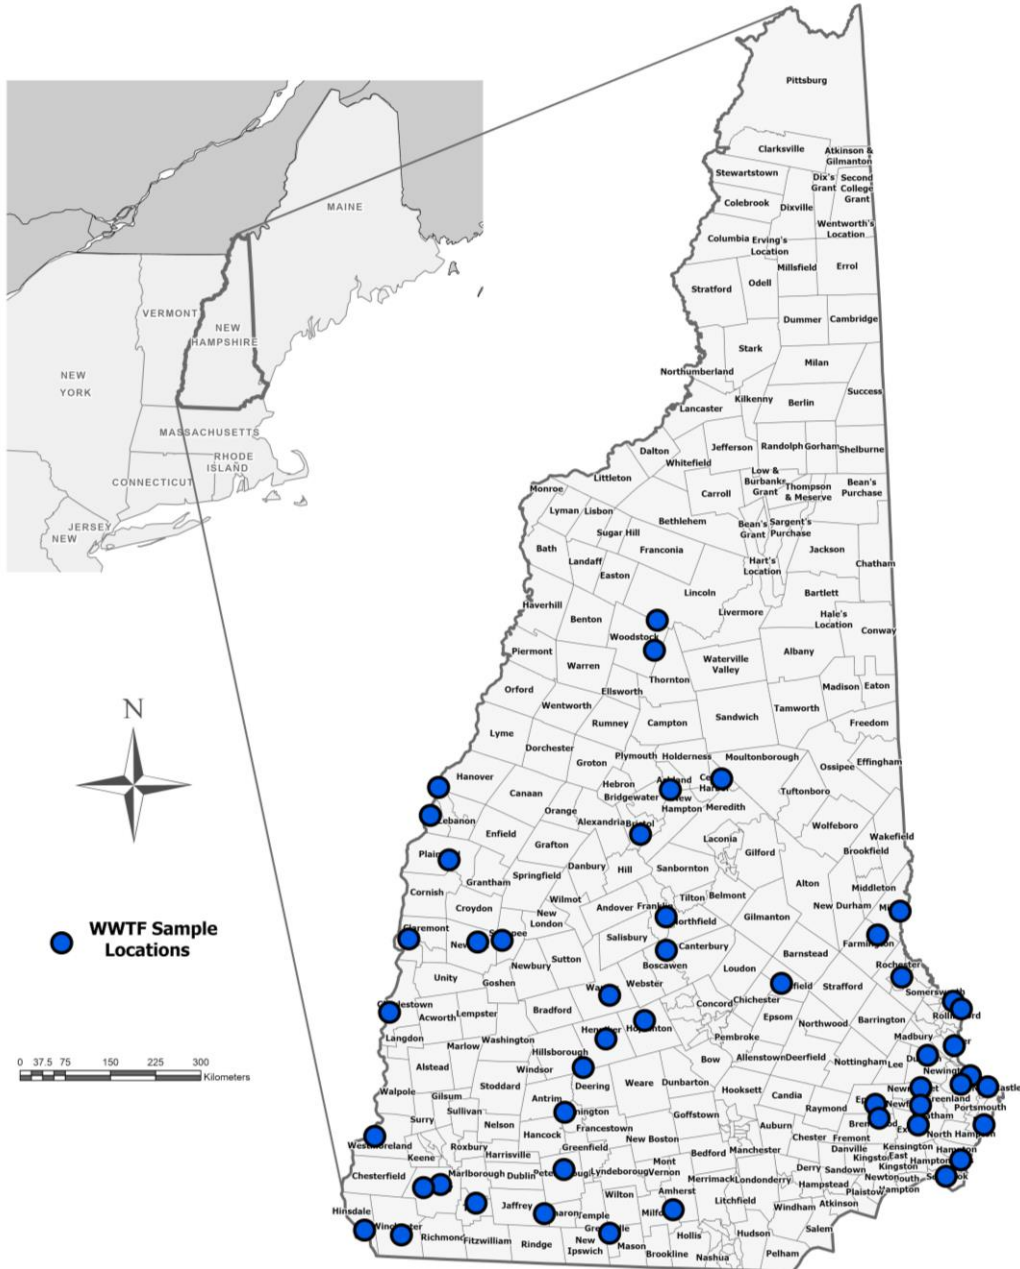 Pittsburg
Clarksville
Atkinson &
Gilmanton
Stewartstown
Dix's
Grant
Second
College
Grant
Colebrook
Dixville
Wentworth's
Location
Columbia
Erving's
Location
Millsfield
Errol
Stratford
Odell
Dummer
Cambridge
Stark
Milan
Northumberland
Success
Kilkenny
Berlin
Lancaster
Dalton
Whitefield
Jefferson
Randolph
Gorham
Shelburne
Littleton
Low &
Burbanks
Grant
Thompson
& Meserve
Bean's
Purchase
Monroe
Carroll
Lyman
Lisbon
Bethlehem
Sugar Hill
Bean's
Grant
Sargent's
Purchase
Bath
Franconia
Jackson
Landaff
Hart's
Location
Chatham
Easton
Lincoln
Bartlett
Haverhill
Benton
Livermore
Hale's
Location
Conway
Woodstock
Piermont
Warren
Waterville
Valley
Albany
Thornton
Orford
Ellsworth
Madison
Eaton
Wentworth
Tamworth
Rumney
Campton
Sandwich
Freedom
Lyme
Dorchester
Plymouth
Holderness
Moultonborough
Groton
Ossipee
Effingham
Hanover
Hebron
Canaan
Bridgewater
New
Hampton
Meredith
Tuftonboro
Orange
Alexandria
Bristol
Lebanon
Enfield
Wolfeboro
Laconia
Wakefield
Grafton
Gilford
Brookfield
Danbury
Hill
Sanbornton
Springfield
Grantham
Alton
Middleton
Cornish
Wilmot
Tilton
Belmont
Croydon
New
London
Andover
New Durham
Gilmanton
Salisbury
Farmington
Canterbury
Sutton
Newbury
Boscawen
Barnstead
Loudon
Rochester
Unity
Goshen
Webster
Strafford
Somersworth
Acworth
Lempster
Bradford
Concord
Chichester
Epsom
Northwood
Barrington
Langdon
Marlow
Washington
Pembroke
Madbury
Hillsborough
Bow
Allenstown
Deerfield
Nottingham
Lee
Alstead
Windsor
Newington
Stoddard
Deering
Weare
Dunbarton
Hooksett
Walpole
Gilsum
Antrim
Candia
Greenland
Sullivan
Goffstown
Raymond
Portsmouth
Surry
Nelson
Francestown
Auburn
Hancock
New Boston
Chester
Fremont
North Hampton
Westmoreland
Roxbury
Greenfield
Bedford
Manchester
Danville
Kensington
Keene
Harrisville
Mont
Vernon
Derry
Sandown
Kingston
East
Kingston
Chesterfield
Marlborough
Dublin
Lyndeborough
Merrimack
Londonderry
Hampstead
Newton
Wilton
Amherst
Litchfield
Plaistow
Hampton
Hinsdale
Jaffrey
Temple
Windham
Atkinson
Richmond
Fitzwilliam
Rindge
New
Ipswich
Mason
Hollis
Hudson
Salem
Brookline
Nashua
Pelham
MAINE
VERMONT
NEW
HAMPSHIRE
NEW
YORK
MASSACHUSETTS
RHODE
ISLAND
CONNECTICUT
JERSEY
NEW
N
WWTF Sample
Locations
0 37.5 75 150 225 300
Kilometers